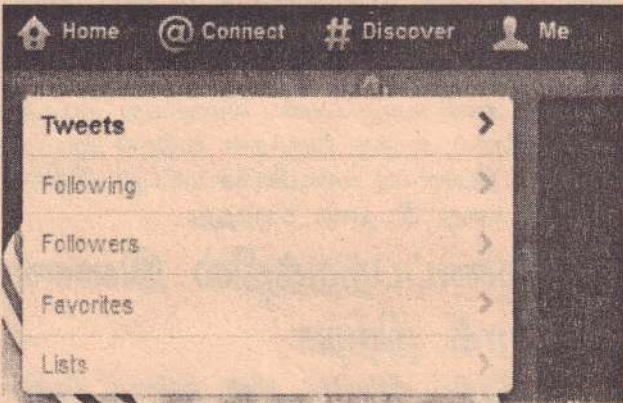 Home @ Connect # Discover Me
Tweets
Following
Followers
Favorites
Lists